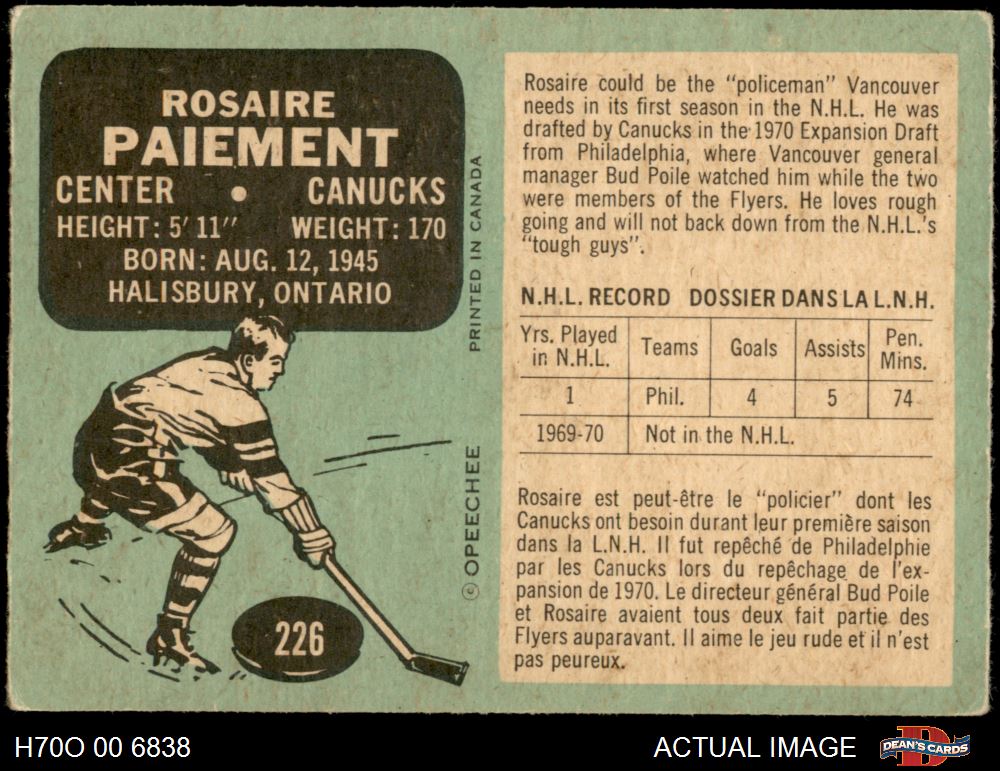 ROSAIRE
PAIEMENT
CENTER • CANUCKS
HEIGHT: 5' 11" WEIGHT: 170
BORN: AUG. 12, 1945
HALISBURY, ONTARIO
226
PRINTED IN CANADA
© OPEECHEE
Rosaire could be the "policeman" Vancouver
needs in its first season in the N.H.L. He was
drafted by Canucks in the 1970 Expansion Draft
from Philadelphia, where Vancouver general
manager Bud Poile watched him while the two
were members of the Flyers. He loves rough
going and will not back down from the N.H.L.'s
"tough guys".
N.H.L. RECORD DOSSIER DANS LA L.N.H.
Yrs. Played in N.H.L. Teams Goals Assists Pen. Mins.
1 Phil. 4 5 74
1969-70 Not in the N.H.L.
Rosaire est peut-être le "policier" dont les
Canucks ont besoin durant leur première saison
dans la L.N.H. Il fut repêché de Philadelphie
par les Canucks lors du repêchage de l'ex-
pansion de 1970. Le directeur général Bud Poile
et Rosaire avaient tous deux fait partie des
Flyers auparavant. Il aime le jeu rude et il n'est
pas peureux.
H70O 00 6838
ACTUAL IMAGE
DEAN'S CARDS